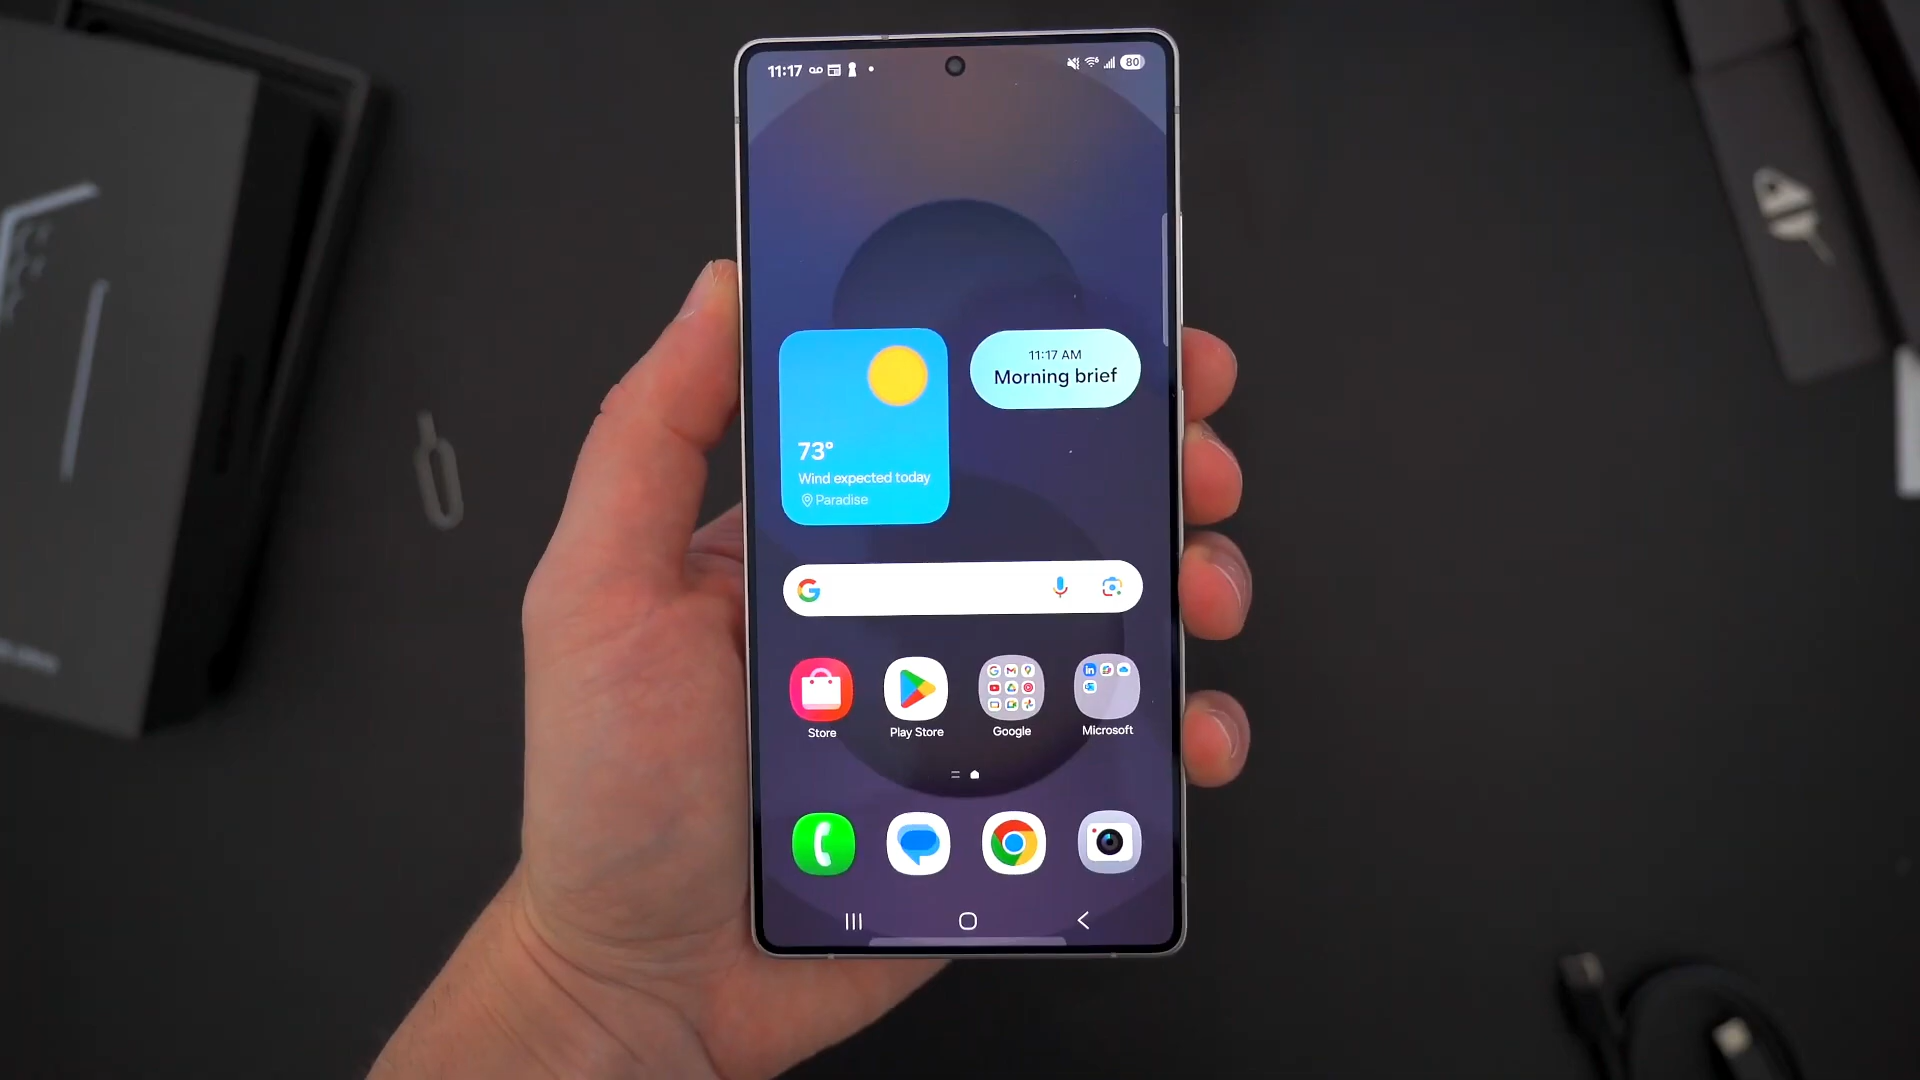 11:17
80
11:17 AM
Morning brief
73°
Wind expected today
Paradise
Store
Play Store
Google
Microsoft